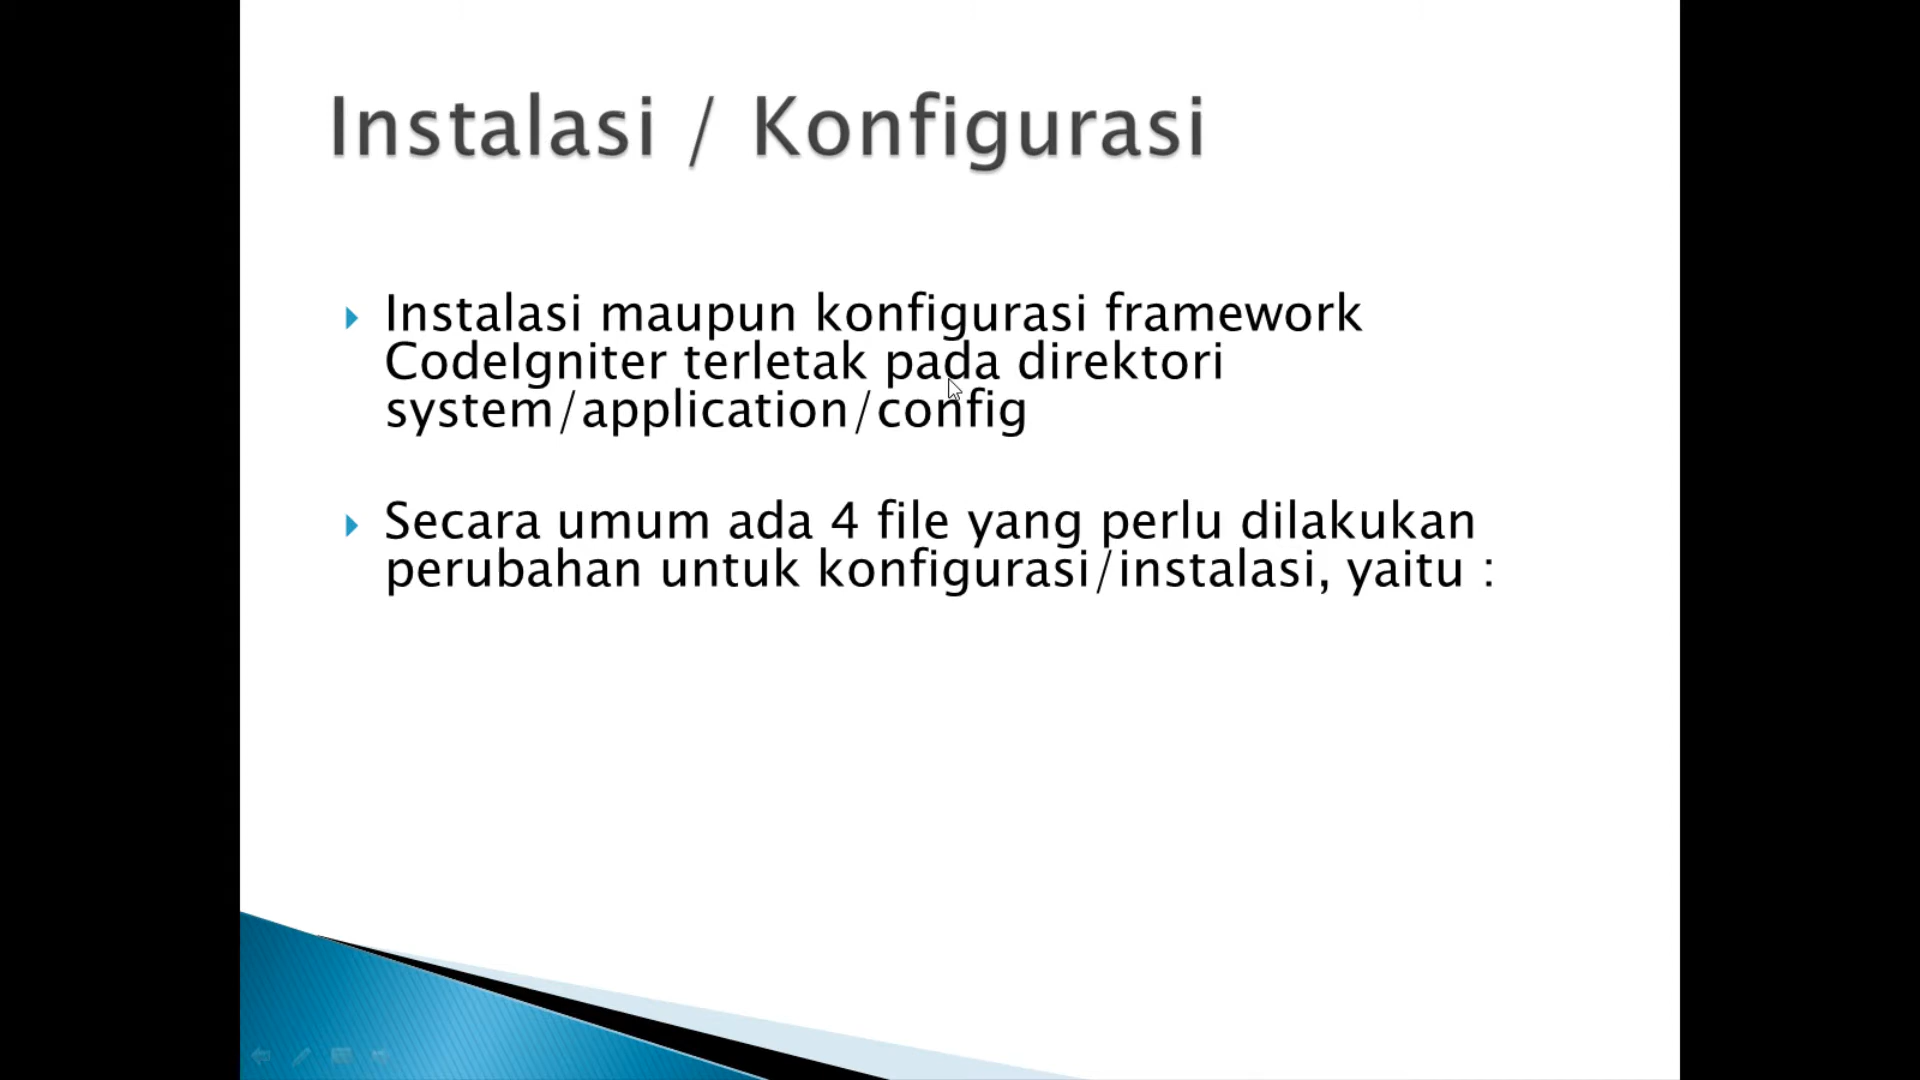 Instalasi / Konfigurasi
Instalasi maupun konfigurasi framework
CodeIgniter terletak pada direktori
system/application/config
Secara umum ada 4 file yang perlu dilakukan
perubahan untuk konfigurasi/instalasi, yaitu :